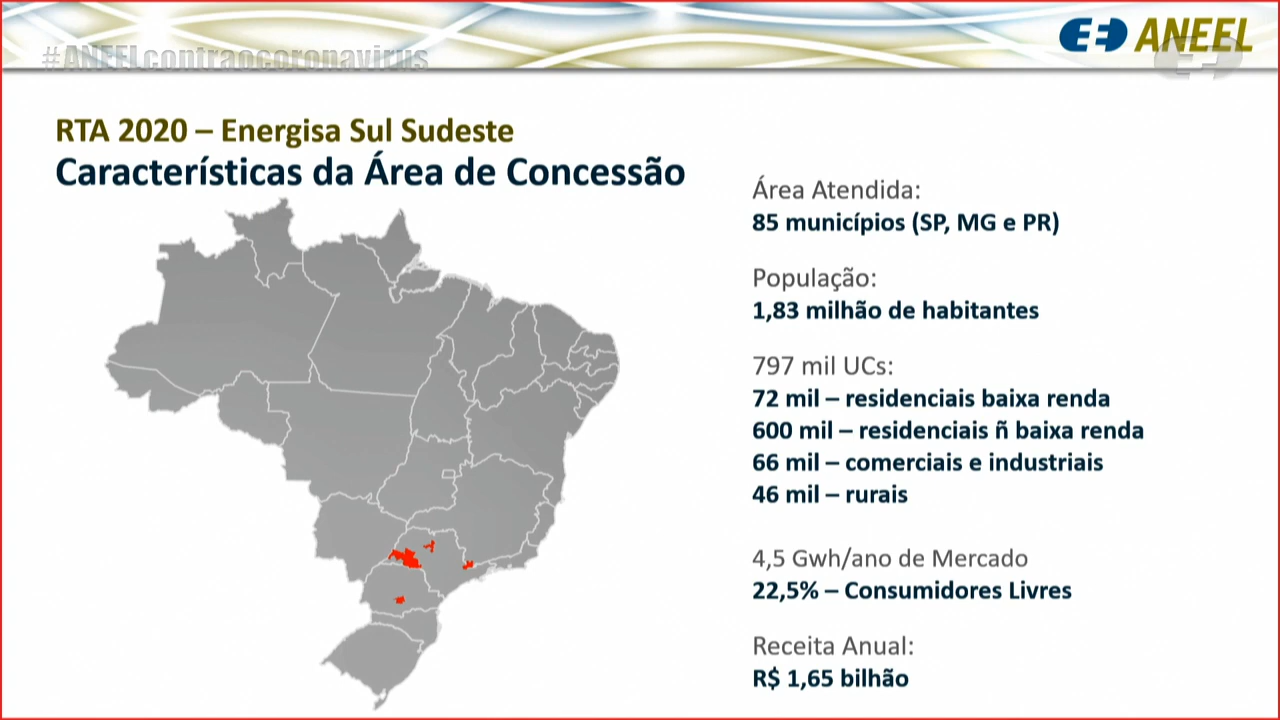 #ANEELcontraocoronavirus
ANEEL
RTA 2020 – Energisa Sul Sudeste
Características da Área de Concessão
Área Atendida:
85 municípios (SP, MG e PR)
População:
1,83 milhão de habitantes
797 mil UCs:
72 mil – residenciais baixa renda
600 mil – residenciais ñ baixa renda
66 mil – comerciais e industriais
46 mil – rurais
4,5 Gwh/ano de Mercado
22,5% – Consumidores Livres
Receita Anual:
R$ 1,65 bilhão